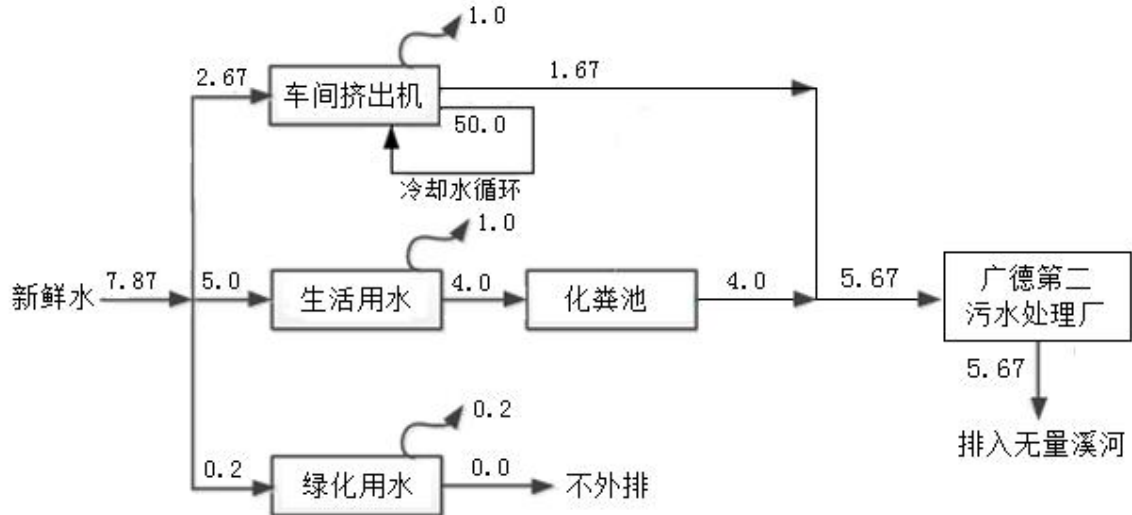 1.0
2.67
车间挤出机
1.67
50.0
冷却水循环
1.0
新鲜水
7.87
5.0
生活用水
4.0
化粪池
4.0
5.67
广德第二
污水处理厂
5.67
排入无量溪河
0.2
0.2
绿化用水
0.0
不外排